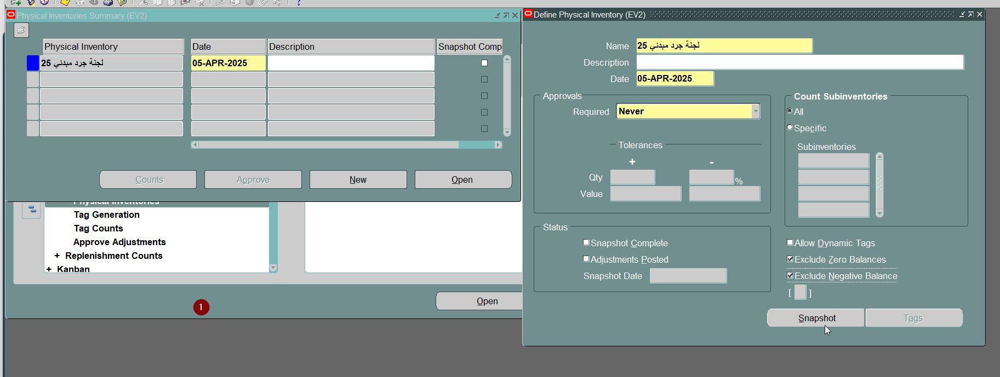 Physical Inventories Summary (EV2)
Physical Inventory Date Description Snapshot Comp
لجنة جرد مبدني 25 05-APR-2025
Counts Approve New Open
Physical Inventories
Tag Generation
Tag Counts
Approve Adjustments
+ Replenishment Counts
+ Kanban
1
Open
Define Physical Inventory (EV2)
Name لجنة جرد مبدني 25
Description
Date 05-APR-2025
Approvals
Required Never
Tolerances
+ -
Qty %
Value
Count Subinventories
All
Specific
Subinventories
Status
Snapshot Complete
Adjustments Posted
Snapshot Date
Allow Dynamic Tags
Exclude Zero Balances
Exclude Negative Balance
[ ]
Snapshot Tags